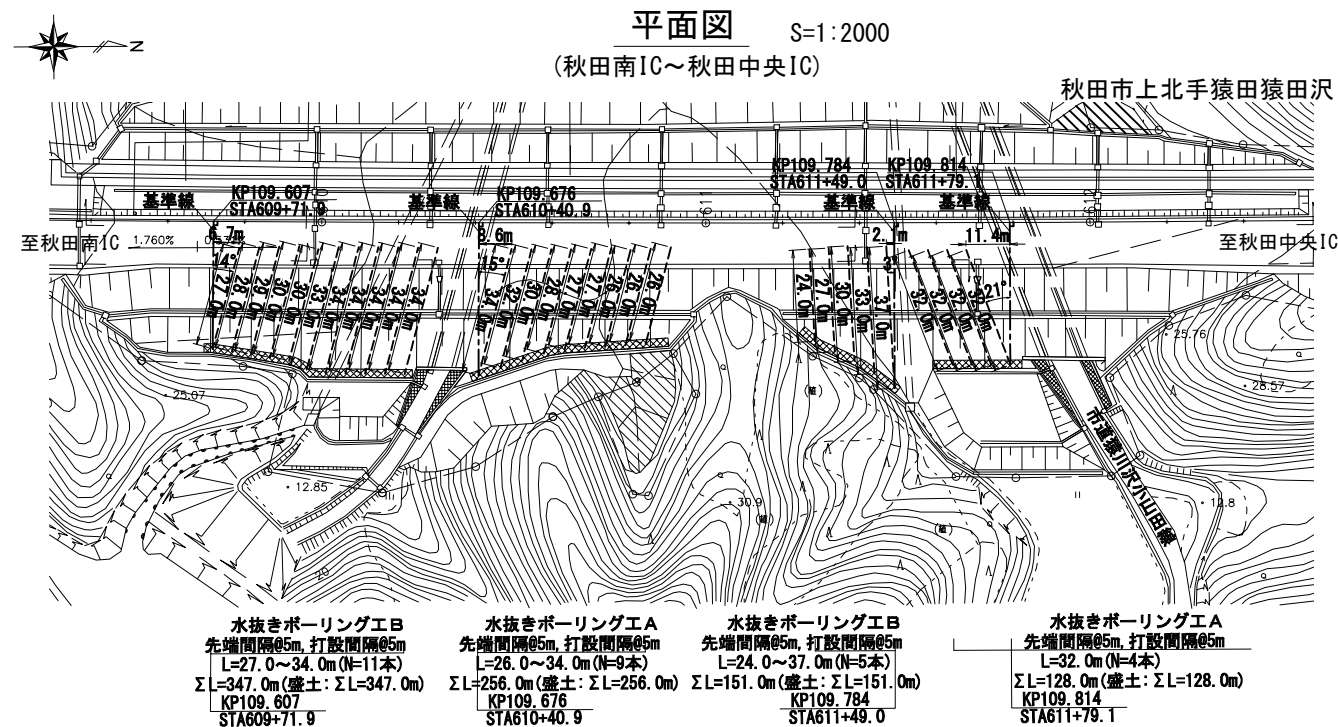 平面図 S=1:2000
(秋田南IC～秋田中央IC)
N
秋田市上北手猿田猿田沢
KP109.784
STA611+49.0
KP109.814
STA611+79.1
KP109.607
STA609+71.9
KP109.676
STA610+40.9
基準線
基準線
基準線
基準線
611
612
至秋田南IC
1.760%
至秋田中央IC
6.7m
8.6m
11.4m
14°
15°
3°
21°
27.0m
28.0m
29.0m
30.0m
30.0m
33.0m
34.0m
34.0m
34.0m
34.0m
34.0m
34.0m
32.0m
30.0m
28.0m
27.0m
27.0m
26.0m
26.0m
26.0m
24.0m
27.0m
30.0m
33.0m
37.0m
32.0m
32.0m
32.0m
32.0m
25.07
25.76
28.57
12.85
30.9
12.8
20
(植)
(植)
(植)
市道猿川沢小山田線
水抜きボーリング工B
先端間隔@5m,打設間隔@5m
L=27.0～34.0m(N=11本)
ΣL=347.0m(盛土:ΣL=347.0m)
KP109.607
STA609+71.9
水抜きボーリング工A
先端間隔@5m,打設間隔@5m
L=26.0～34.0m(N=9本)
ΣL=256.0m(盛土:ΣL=256.0m)
KP109.676
STA610+40.9
水抜きボーリング工B
先端間隔@5m,打設間隔@5m
L=24.0～37.0m(N=5本)
ΣL=151.0m(盛土:ΣL=151.0m)
KP109.784
STA611+49.0
水抜きボーリング工A
先端間隔@5m,打設間隔@5m
L=32.0m(N=4本)
ΣL=128.0m(盛土:ΣL=128.0m)
KP109.814
STA611+79.1